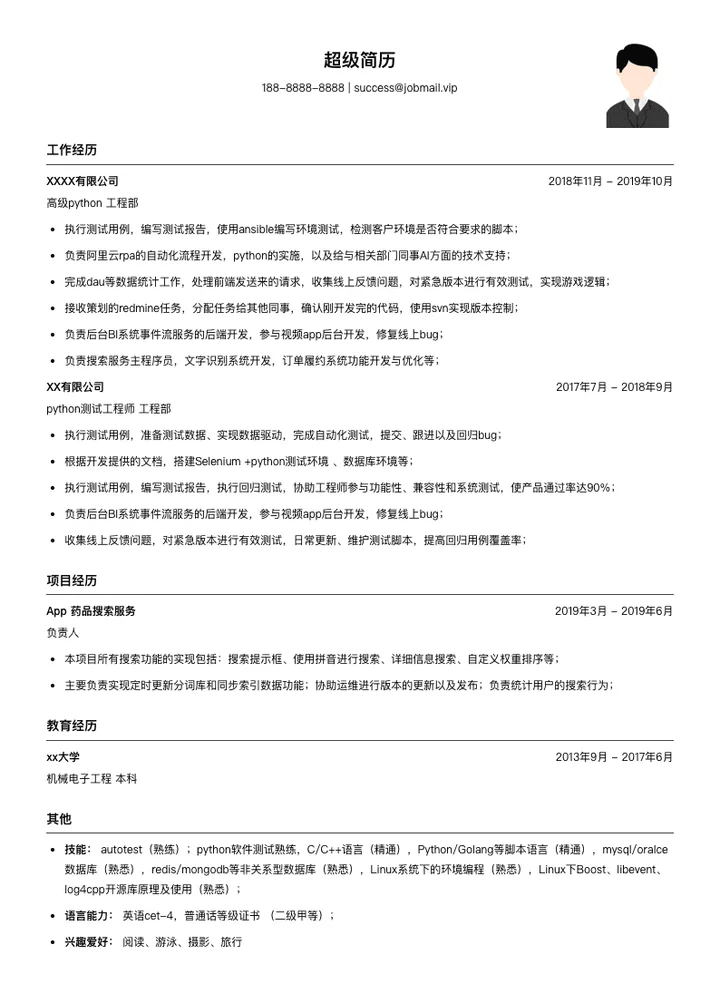 超级简历
188-8888-8888 | success@jobmail.vip
工作经历
XXXX有限公司 2018年11月 – 2019年10月
高级python 工程部
• 执行测试用例，编写测试报告，使用ansible编写环境测试，检测客户环境是否符合要求的脚本；
• 负责阿里云rpa的自动化流程开发，python的实施，以及给与相关部门同事AI方面的技术支持；
• 完成dau等数据统计工作，处理前端发送来的请求，收集线上反馈问题，对紧急版本进行有效测试，实现游戏逻辑；
• 接收策划的redmine任务，分配任务给其他同事，确认刚开发完的代码，使用svn实现版本控制；
• 负责后台BI系统事件流服务的后端开发，参与视频app后台开发，修复线上bug；
• 负责搜索服务主程序员，文字识别系统开发，订单履约系统功能开发与优化等；
XX有限公司 2017年7月 – 2018年9月
python测试工程师 工程部
• 执行测试用例，准备测试数据、实现数据驱动，完成自动化测试，提交、跟进以及回归bug；
• 根据开发提供的文档，搭建Selenium +python测试环境 、数据库环境等；
• 执行测试用例，编写测试报告，执行回归测试，协助工程师参与功能性、兼容性和系统测试，使产品通过率达90%；
• 负责后台BI系统事件流服务的后端开发，参与视频app后台开发，修复线上bug；
• 收集线上反馈问题，对紧急版本进行有效测试，日常更新、维护测试脚本，提高回归用例覆盖率；
项目经历
App 药品搜索服务 2019年3月 – 2019年6月
负责人
• 本项目所有搜索功能的实现包括：搜索提示框、使用拼音进行搜索、详细信息搜索、自定义权重排序等；
• 主要负责实现定时更新分词库和同步索引数据功能；协助运维进行版本的更新以及发布；负责统计用户的搜索行为；
教育经历
xx大学 2013年9月 – 2017年6月
机械电子工程 本科
其他
• 技能： autotest（熟练）；python软件测试熟练，C/C++语言（精通），Python/Golang等脚本语言（精通），mysql/oralce
数据库（熟悉），redis/mongodb等非关系型数据库（熟悉），Linux系统下的环境编程（熟悉），Linux下Boost、libevent、
log4cpp开源库原理及使用（熟悉）；
• 语言能力： 英语cet-4，普通话等级证书 （二级甲等）；
• 兴趣爱好： 阅读、游泳、摄影、旅行